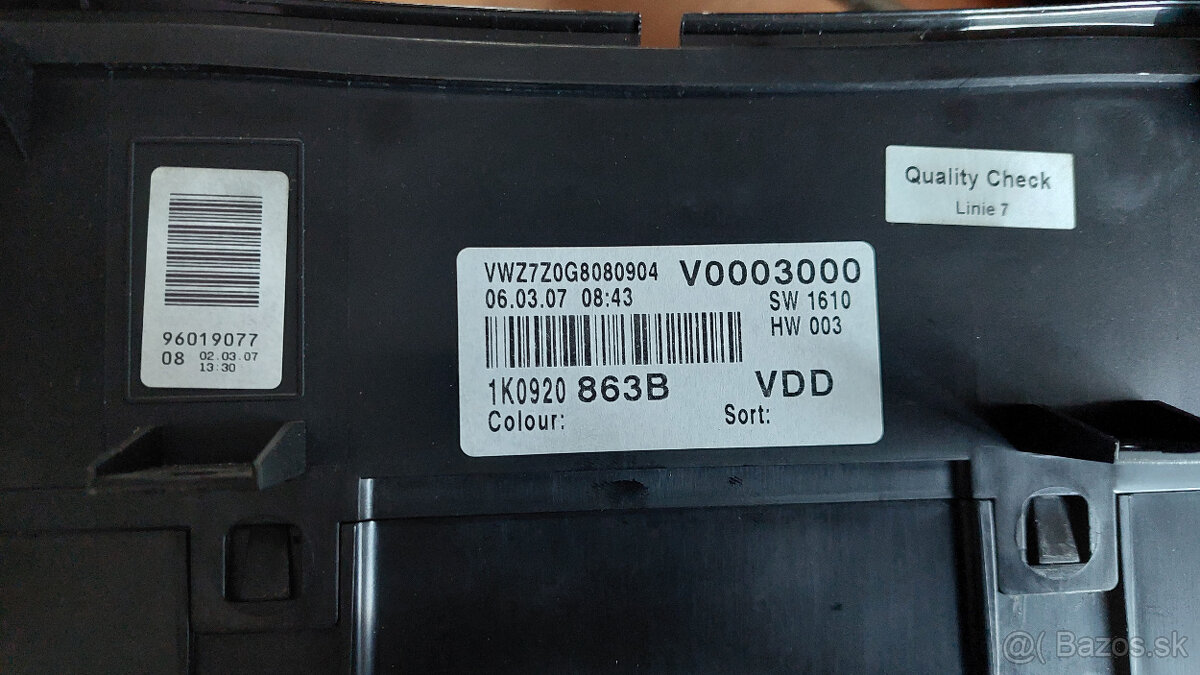 Quality Check
Linie 7
96019077
08 02.03.07
13:30
VWZ7Z0G8080904 V0003000
06.03.07 08:43 SW 1610
HW 003
1K0920 863B VDD
Colour: Sort:
@( Bazos.sk